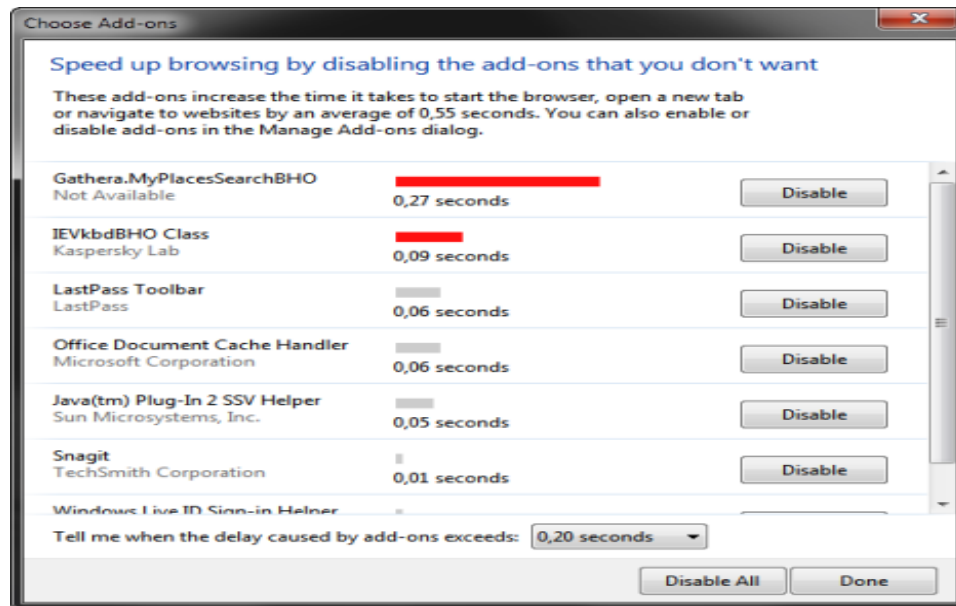 Choose Add-ons
Speed up browsing by disabling the add-ons that you don't want
These add-ons increase the time it takes to start the browser, open a new tab
or navigate to websites by an average of 0,55 seconds. You can also enable or
disable add-ons in the Manage Add-ons dialog.
Gathera.MyPlacesSearchBHO
Not Available
0,27 seconds
Disable
IEVkbdBHO Class
Kaspersky Lab
0,09 seconds
Disable
LastPass Toolbar
LastPass
0,06 seconds
Disable
Office Document Cache Handler
Microsoft Corporation
0,06 seconds
Disable
Java(tm) Plug-In 2 SSV Helper
Sun Microsystems, Inc.
0,05 seconds
Disable
Snagit
TechSmith Corporation
0,01 seconds
Disable
Windows Live ID Sign-in Helper
Tell me when the delay caused by add-ons exceeds: 0,20 seconds
Disable All Done